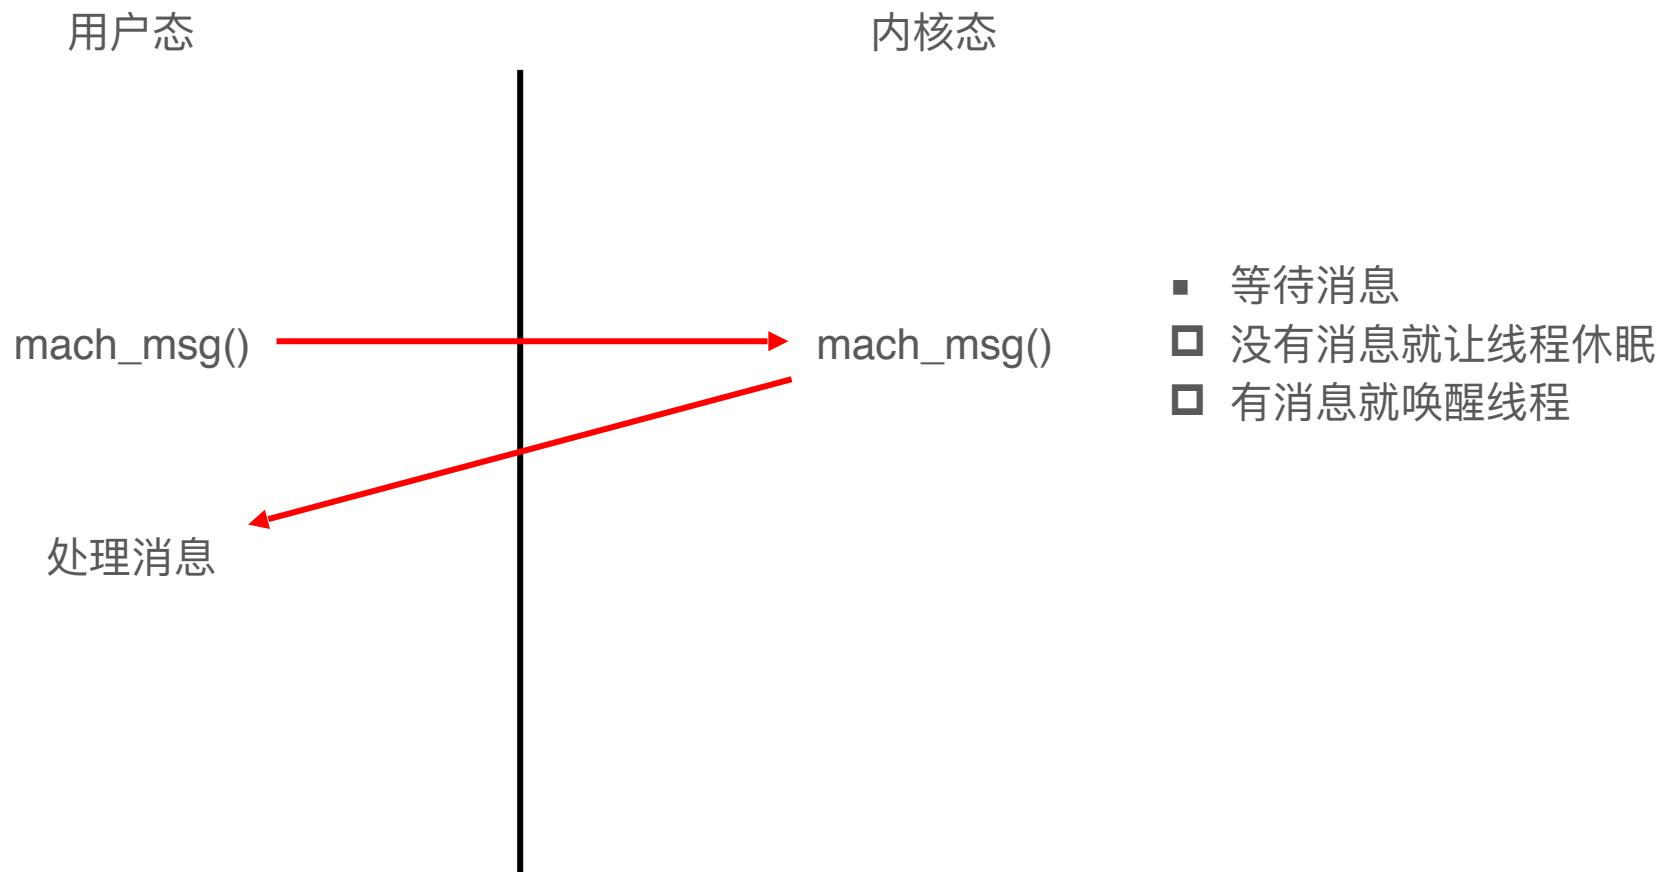 用户态
内核态
mach_msg()
mach_msg()
等待消息
没有消息就让线程休眠
有消息就唤醒线程
处理消息